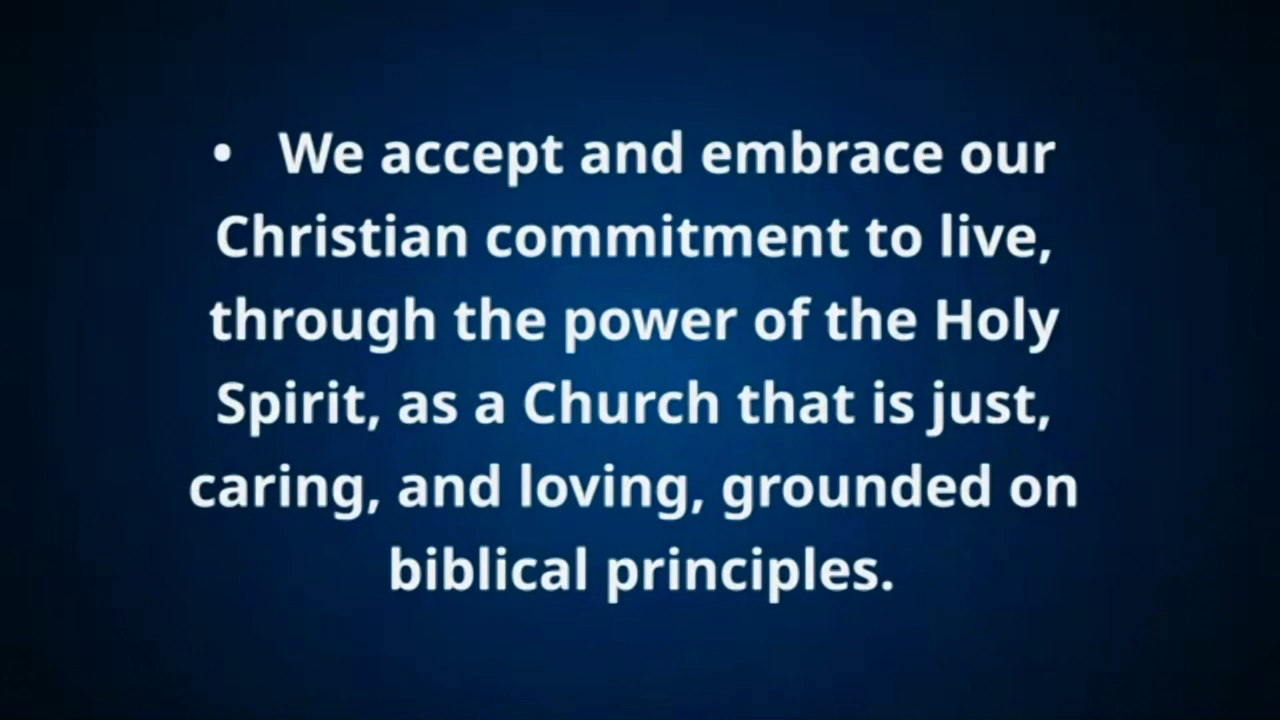 • We accept and embrace our
Christian commitment to live,
through the power of the Holy
Spirit, as a Church that is just,
caring, and loving, grounded on
biblical principles.